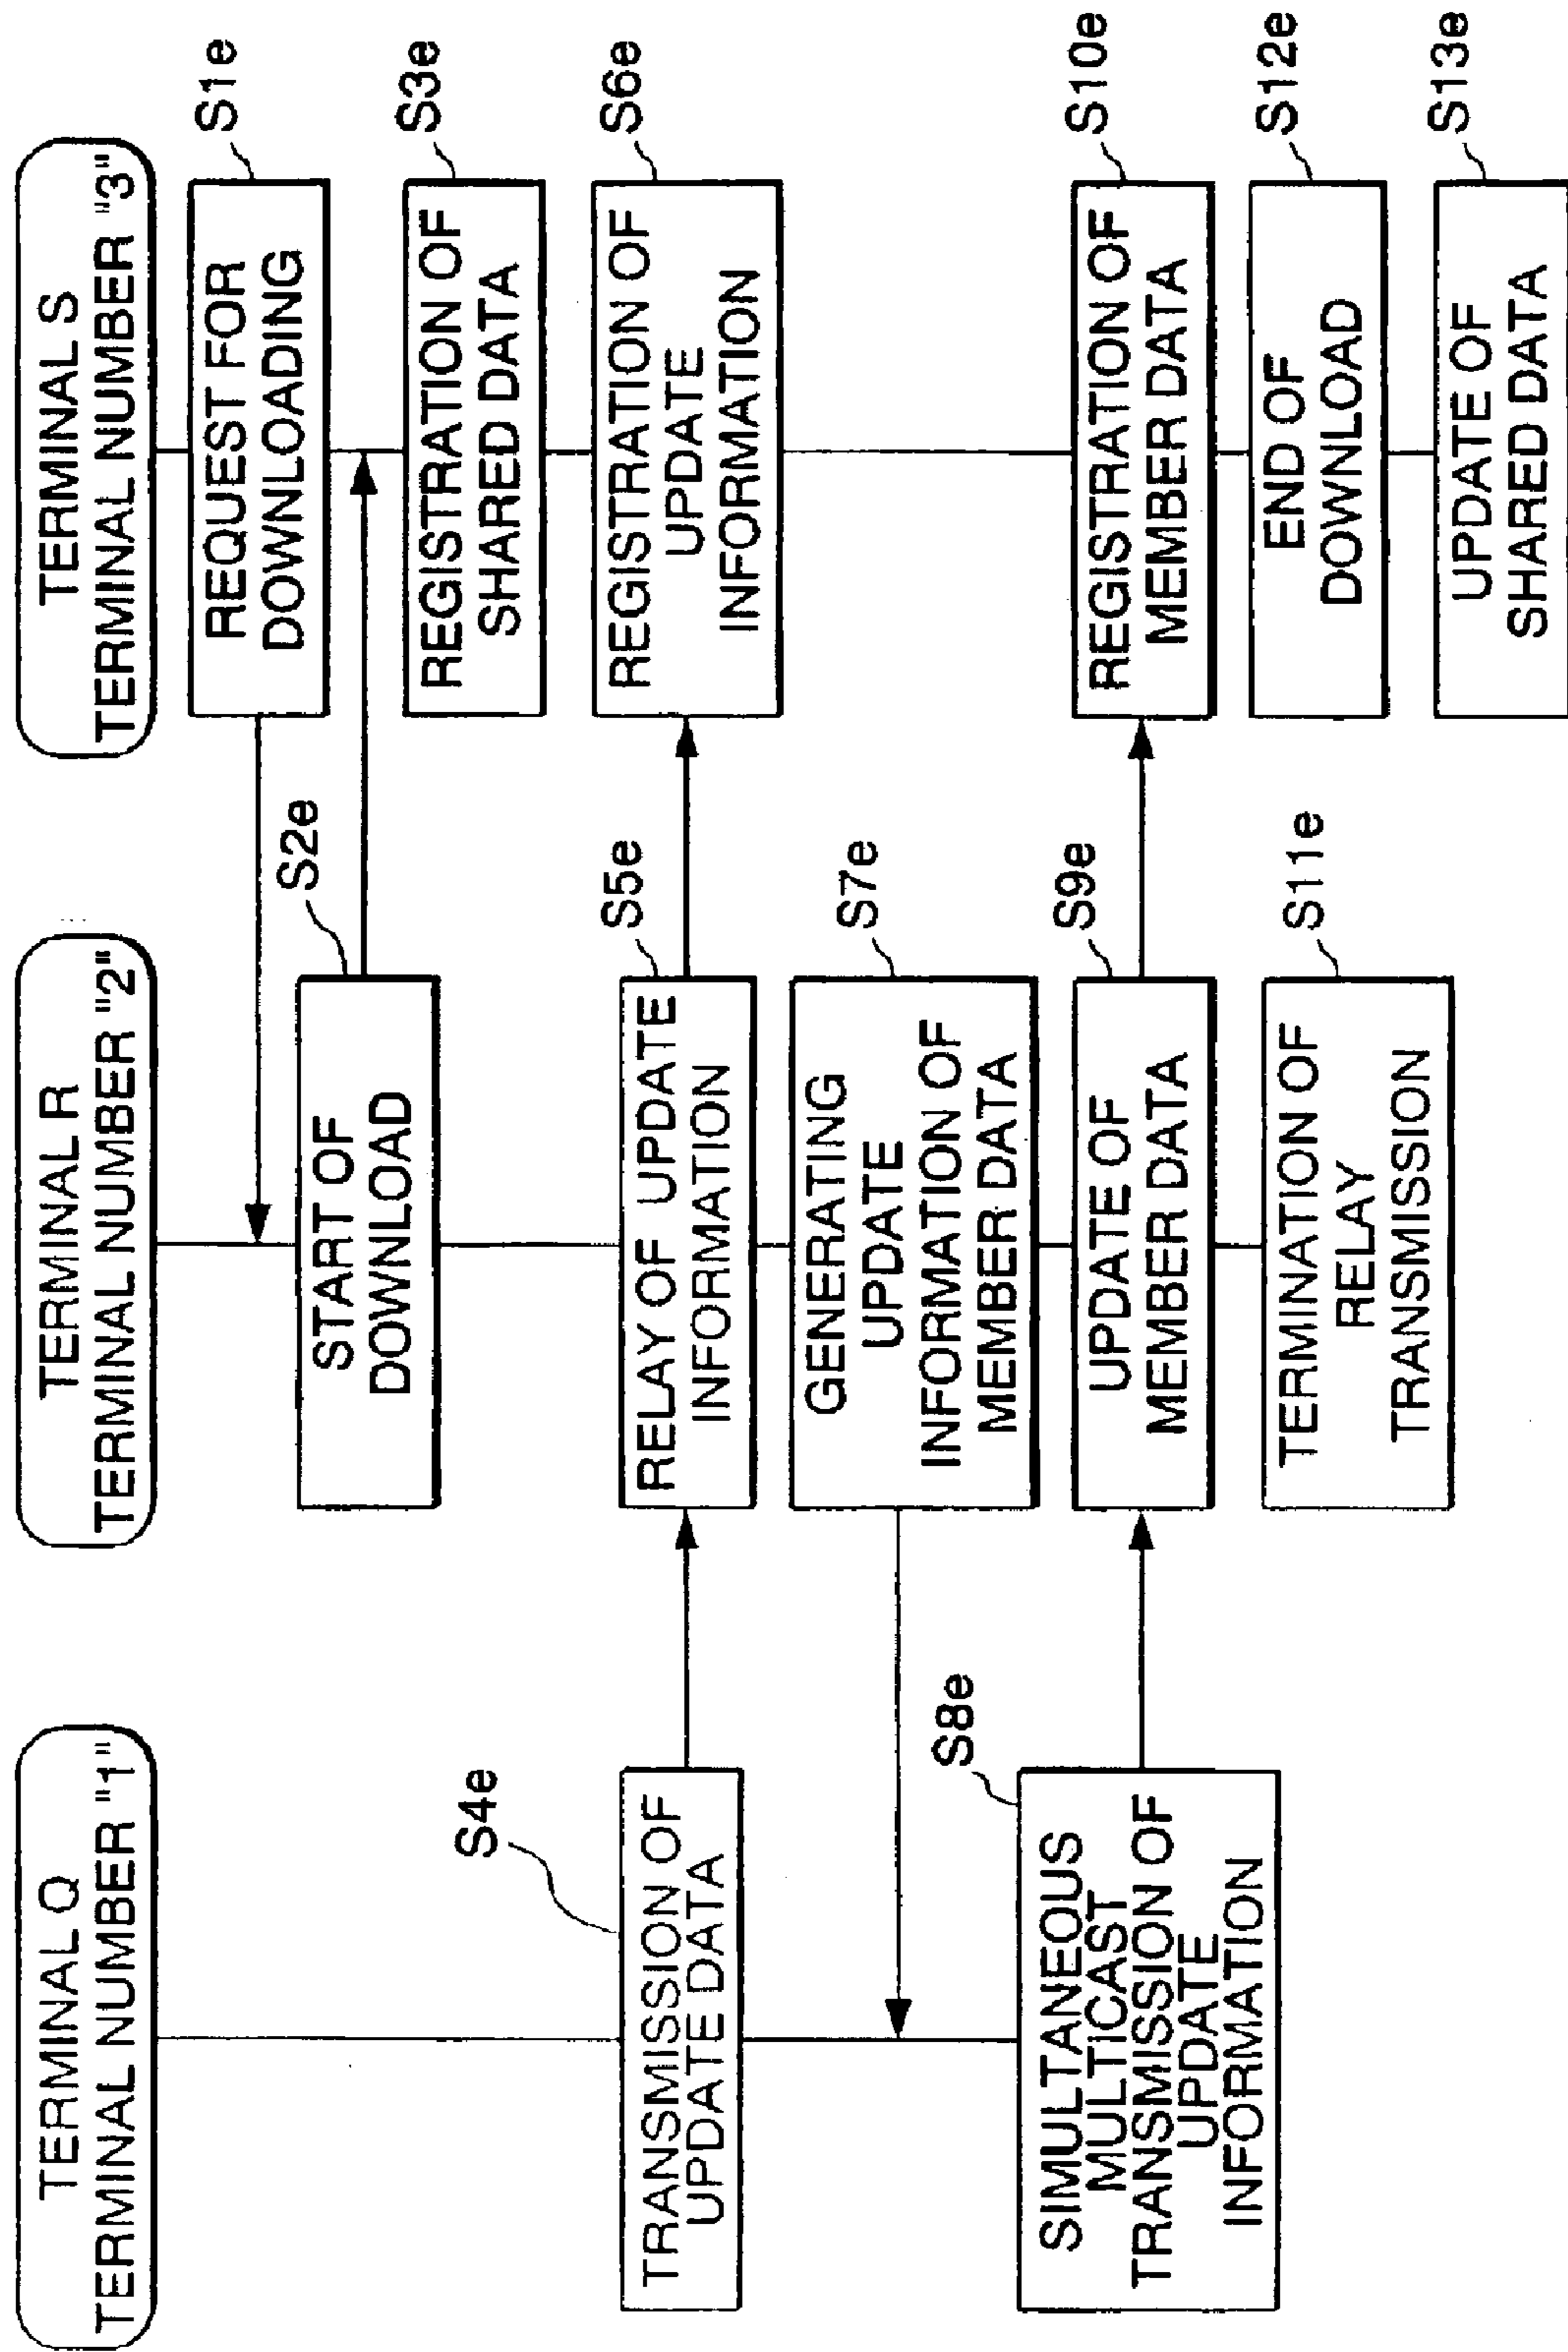 TERMINAL Q
TERMINAL NUMBER "1"
TERMINAL R
TERMINAL NUMBER "2"
TERMINAL S
TERMINAL NUMBER "3"
REQUEST FOR
DOWNLOADING
S1e
START OF
DOWNLOAD
S2e
REGISTRATION OF
SHARED DATA
S3e
TRANSMISSION OF
UPDATE DATA
S4e
RELAY OF UPDATE
INFORMATION
S5e
REGISTRATION OF
UPDATE
INFORMATION
S6e
GENERATING
UPDATE
INFORMATION OF
MEMBER DATA
S7e
SIMULTANEOUS
MULTICAST
TRANSMISSION OF
UPDATE
INFORMATION
S8e
UPDATE OF
MEMBER DATA
S9e
REGISTRATION OF
MEMBER DATA
S10e
TERMINATION OF
RELAY
TRANSMISSION
S11e
END OF
DOWNLOAD
S12e
UPDATE OF
SHARED DATA
S13e